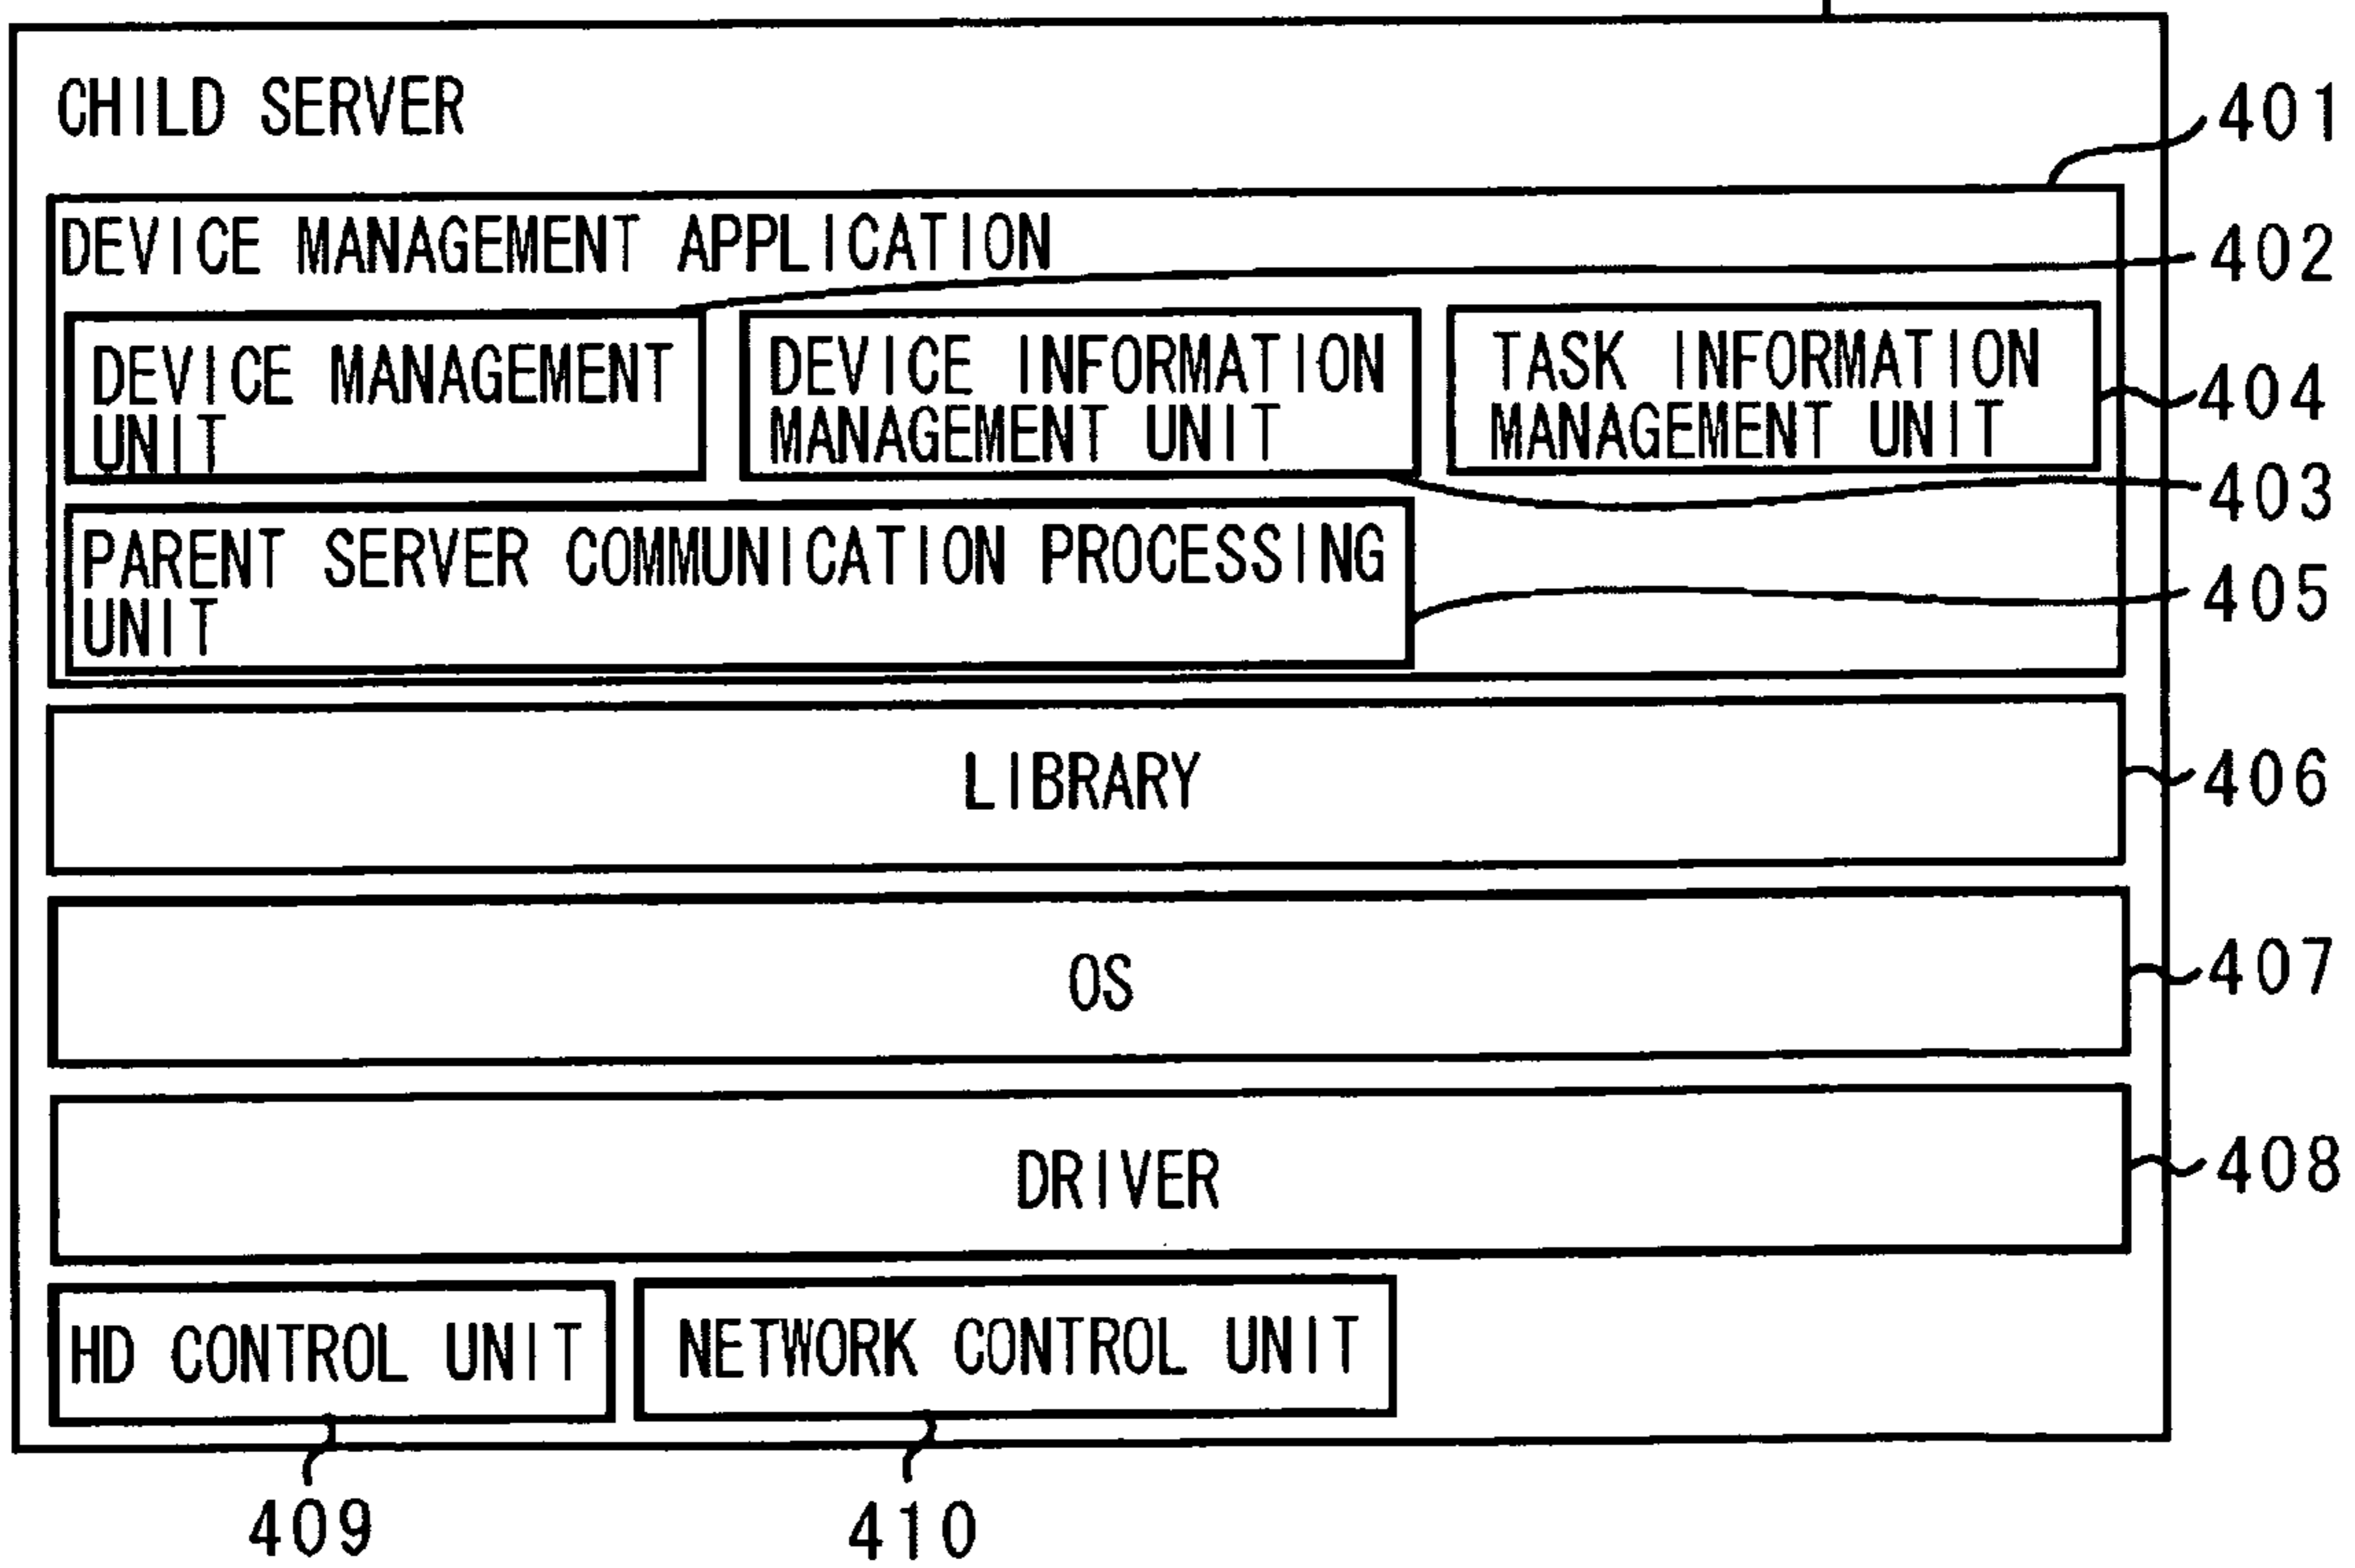 CHILD SERVER
401
DEVICE MANAGEMENT APPLICATION
402
DEVICE MANAGEMENT
UNIT
DEVICE INFORMATION
MANAGEMENT UNIT
TASK INFORMATION
MANAGEMENT UNIT
404
403
PARENT SERVER COMMUNICATION PROCESSING
UNIT
405
LIBRARY
406
OS
407
DRIVER
408
HD CONTROL UNIT
NETWORK CONTROL UNIT
409
410